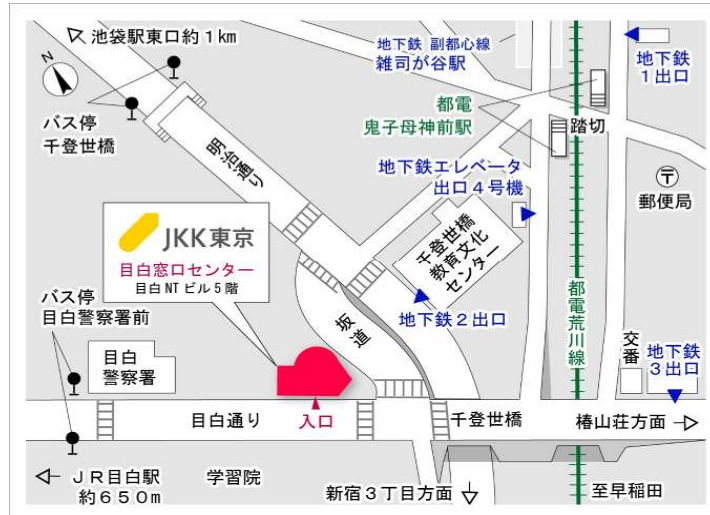 池袋駅東口約1km
N
バス停
千登世橋
明治通り
地下鉄 副都心線
雑司が谷駅
地下鉄
1出口
都電
鬼子母神前駅
踏切
地下鉄エレベータ
出口4号機
〒
郵便局
JKK東京
目白窓口センター
目白NTビル5階
千登世橋
教育文化
センター
バス停
目白警察署前
坂道
地下鉄2出口
都電荒川線
目白
警察署
交番
地下鉄
3出口
目白通り
入口
千登世橋
椿山荘方面
JR目白駅
約650m
学習院
新宿3丁目方面
至早稲田